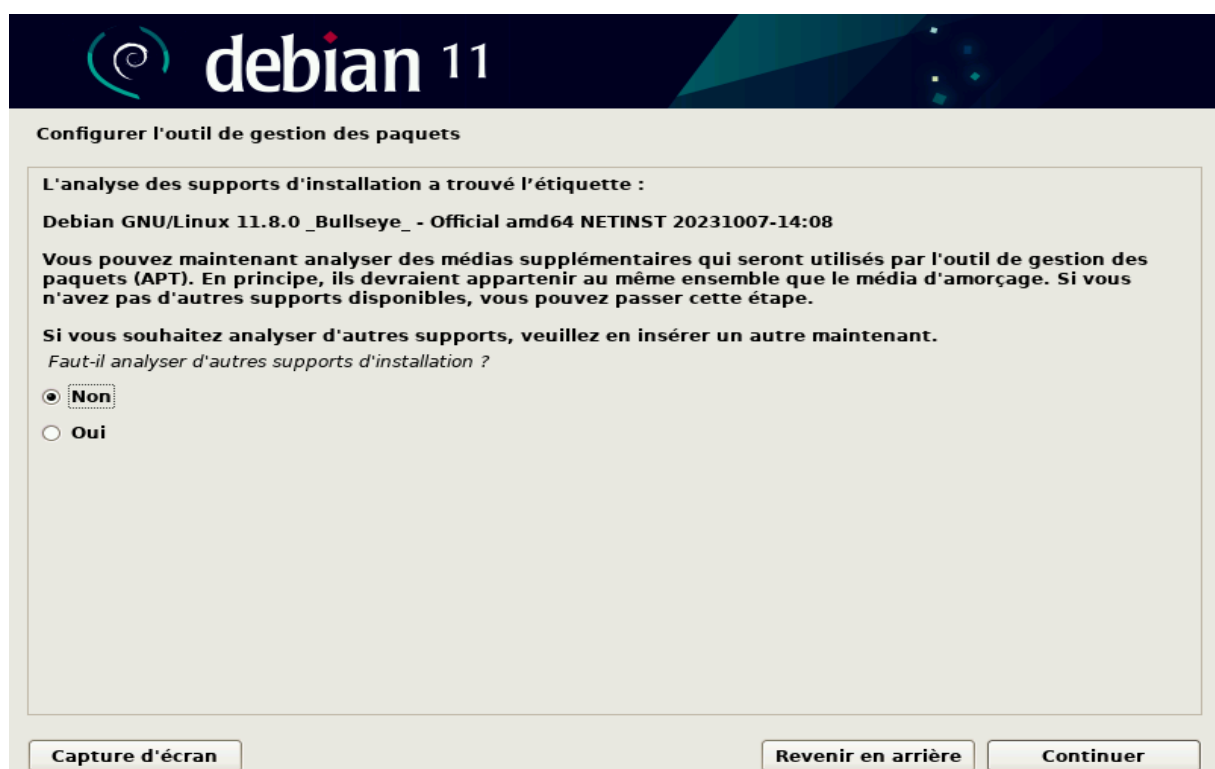 debian 11
Configurer l'outil de gestion des paquets
L'analyse des supports d'installation a trouvé l’étiquette :
Debian GNU/Linux 11.8.0 _Bullseye_ - Official amd64 NETINST 20231007-14:08
Vous pouvez maintenant analyser des médias supplémentaires qui seront utilisés par l'outil de gestion des
paquets (APT). En principe, ils devraient appartenir au même ensemble que le média d'amorçage. Si vous
n'avez pas d'autres supports disponibles, vous pouvez passer cette étape.
Si vous souhaitez analyser d'autres supports, veuillez en insérer un autre maintenant.
Faut-il analyser d'autres supports d'installation ?
Non
Oui
Capture d'écran
Revenir en arrière
Continuer